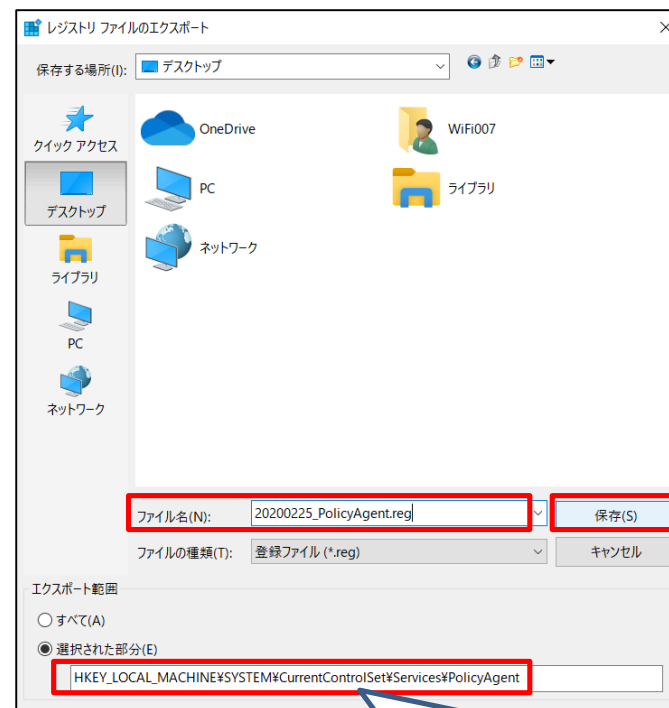 レジストリ ファイルのエクスポート
保存する場所(I):
デスクトップ
クイック アクセス
デスクトップ
ライブラリ
PC
ネットワーク
OneDrive
WiFi007
PC
ライブラリ
ネットワーク
ファイル名(N):
20200225_PolicyAgent.reg
保存(S)
ファイルの種類(T):
登録ファイル (*.reg)
キャンセル
エクスポート範囲
すべて(A)
選択された部分(E)
HKEY_LOCAL_MACHINE¥SYSTEM¥CurrentControlSet¥Services¥PolicyAgent